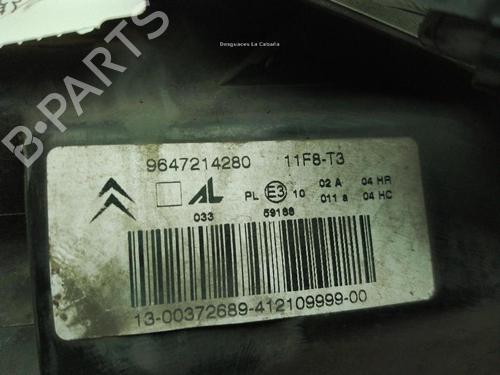 Desguaces La Cabaña
B-PARTS
9647214280 11F8-T3
AL PL E3 10 02 A 04 HR
011 a 04 HC
033 59188
13-00372689-412109999-00